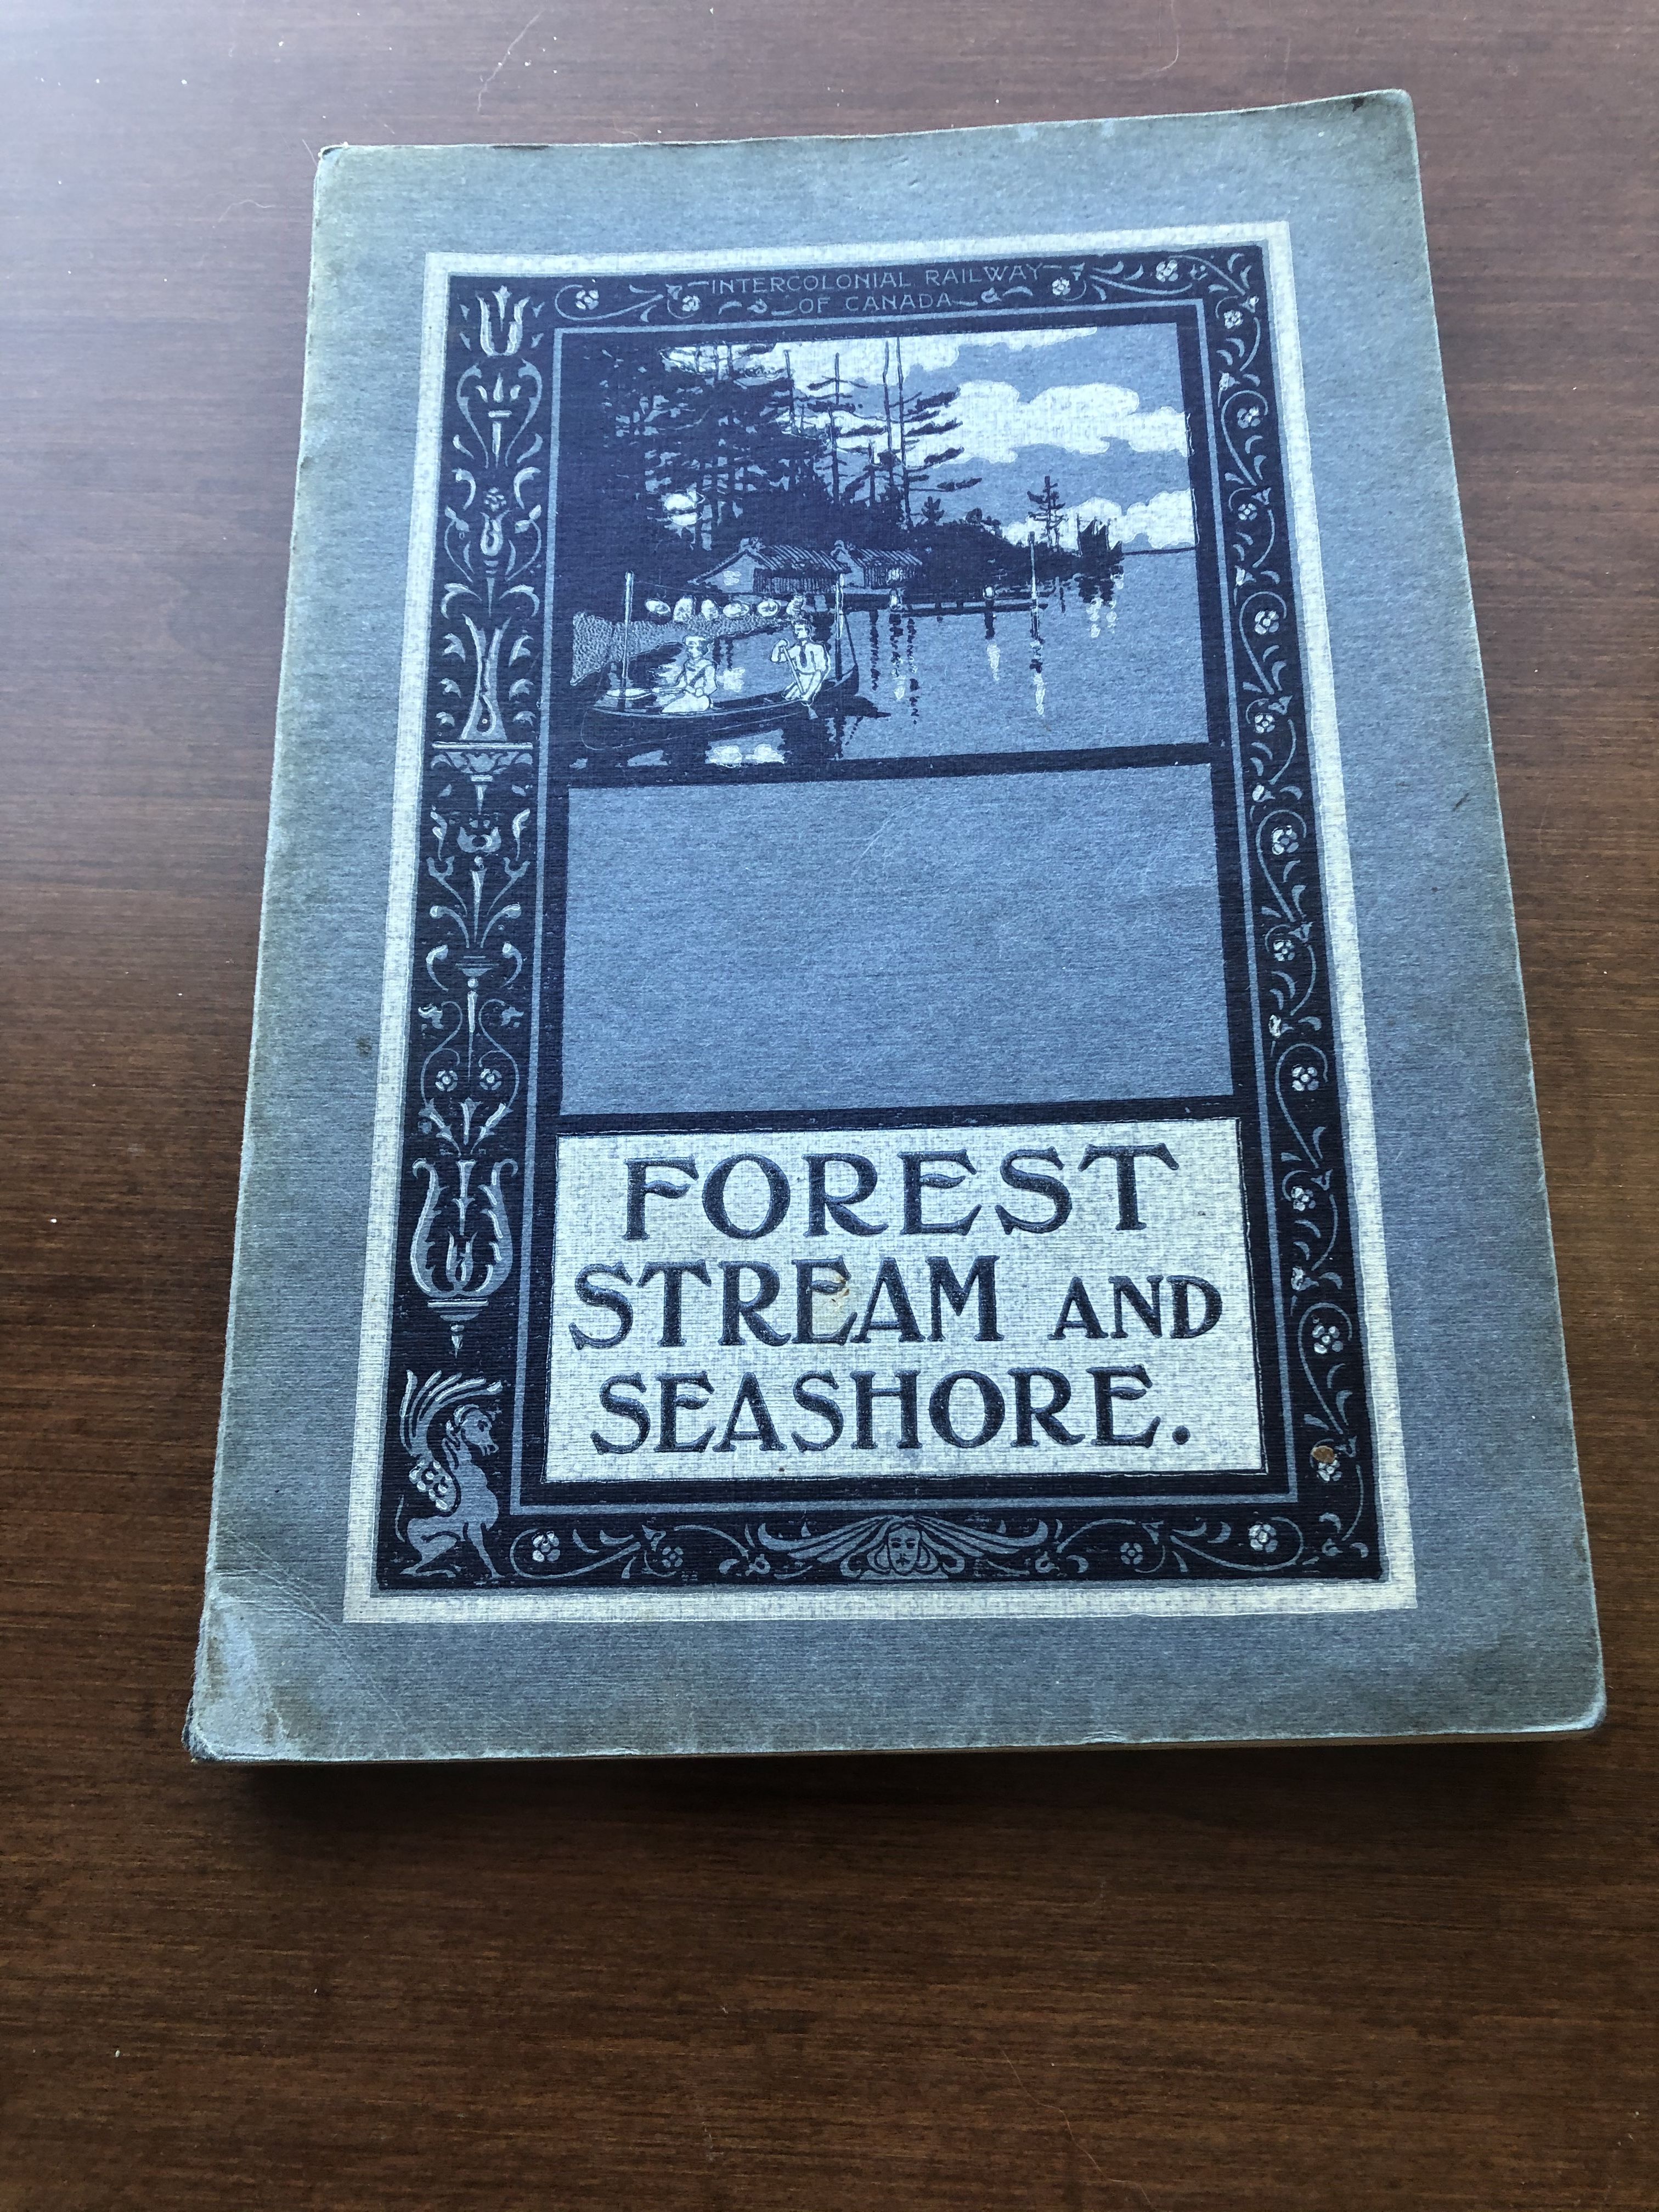 INTERCOLONIAL RAILWAY
OF CANADA
FOREST
STREAM AND
SEASHORE.